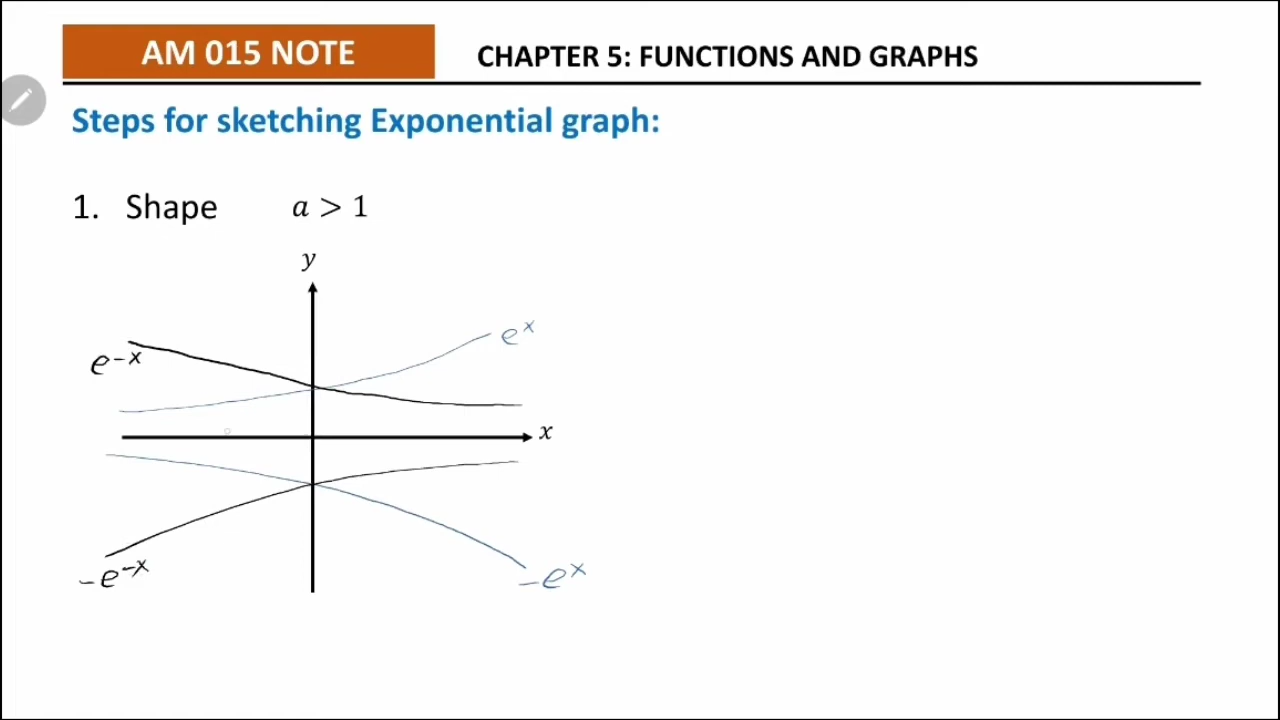 AM 015 NOTE
CHAPTER 5: FUNCTIONS AND GRAPHS
Steps for sketching Exponential graph:
1. Shape a > 1
y
e^x
e^{-x}
x
-e^{-x}
-e^x